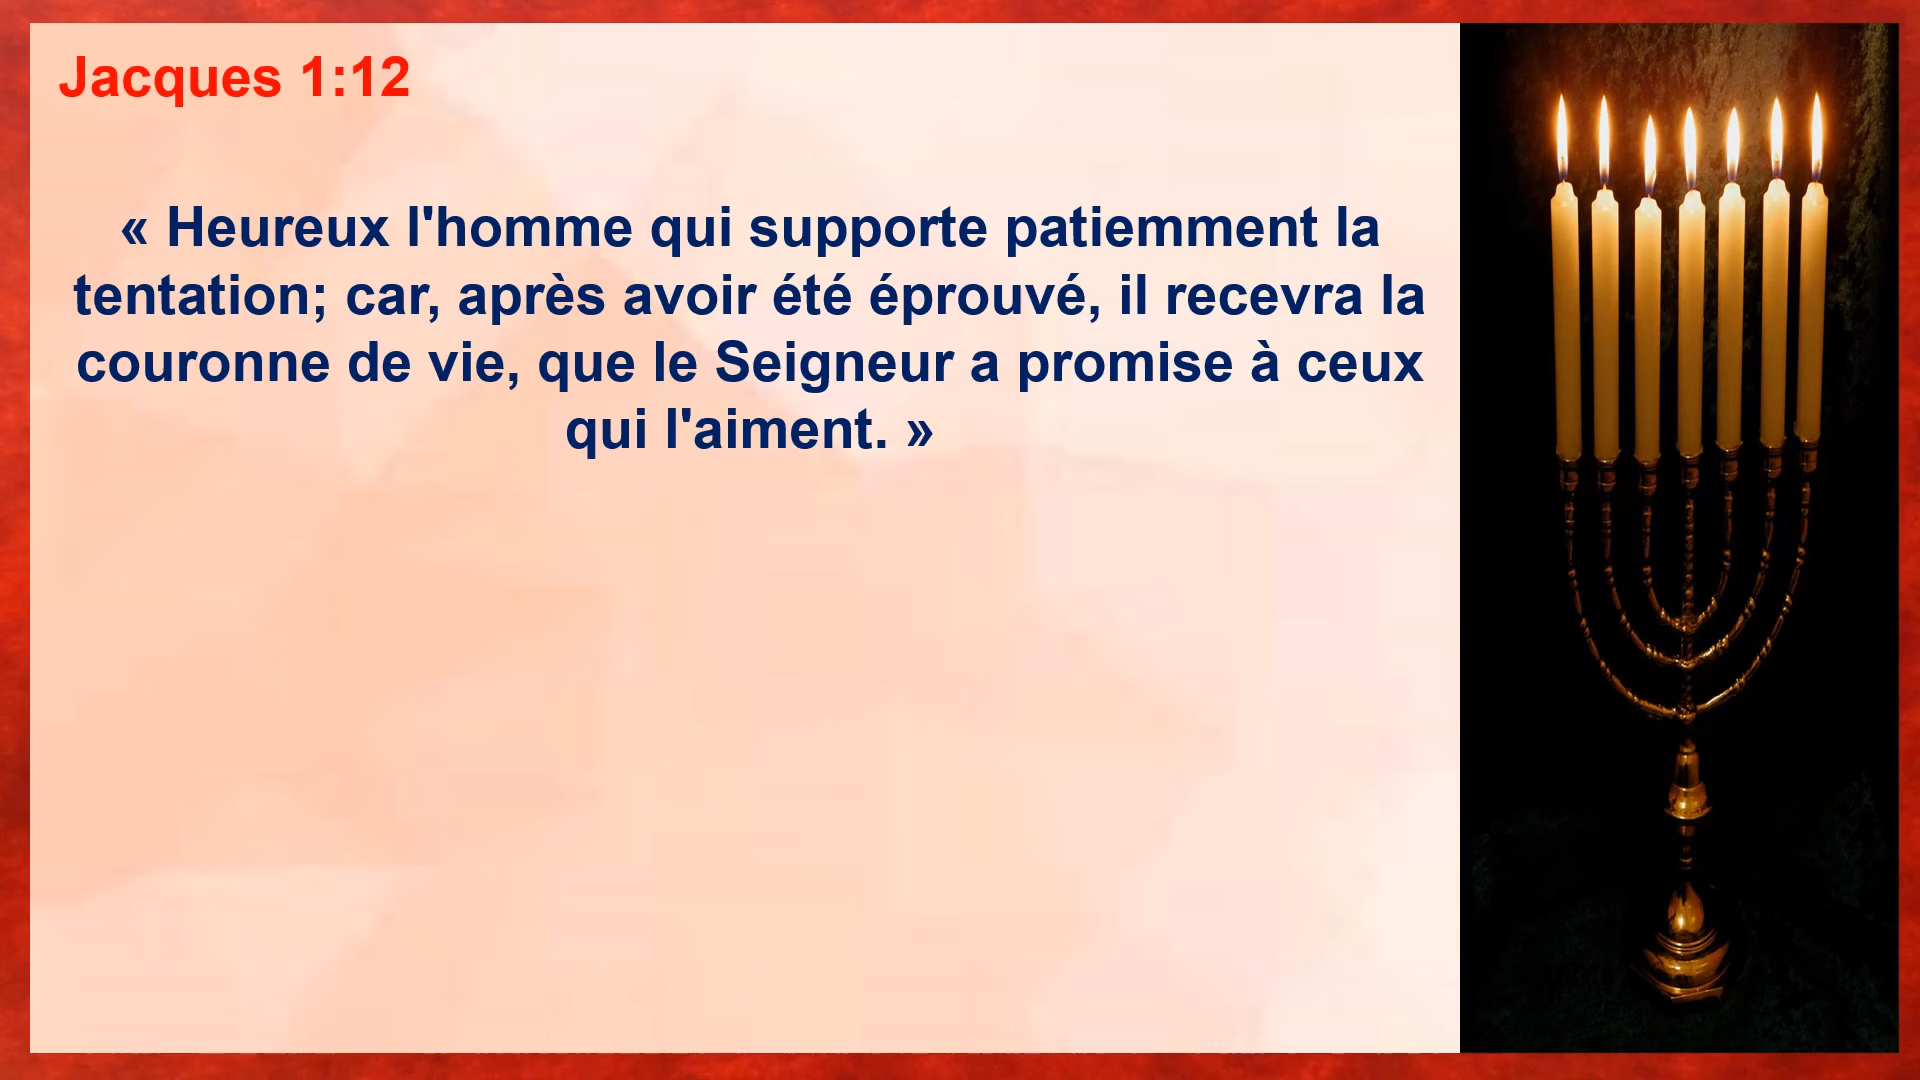 Jacques 1:12
« Heureux l'homme qui supporte patiemment la
tentation; car, après avoir été éprouvé, il recevra la
couronne de vie, que le Seigneur a promise à ceux
qui l'aiment. »